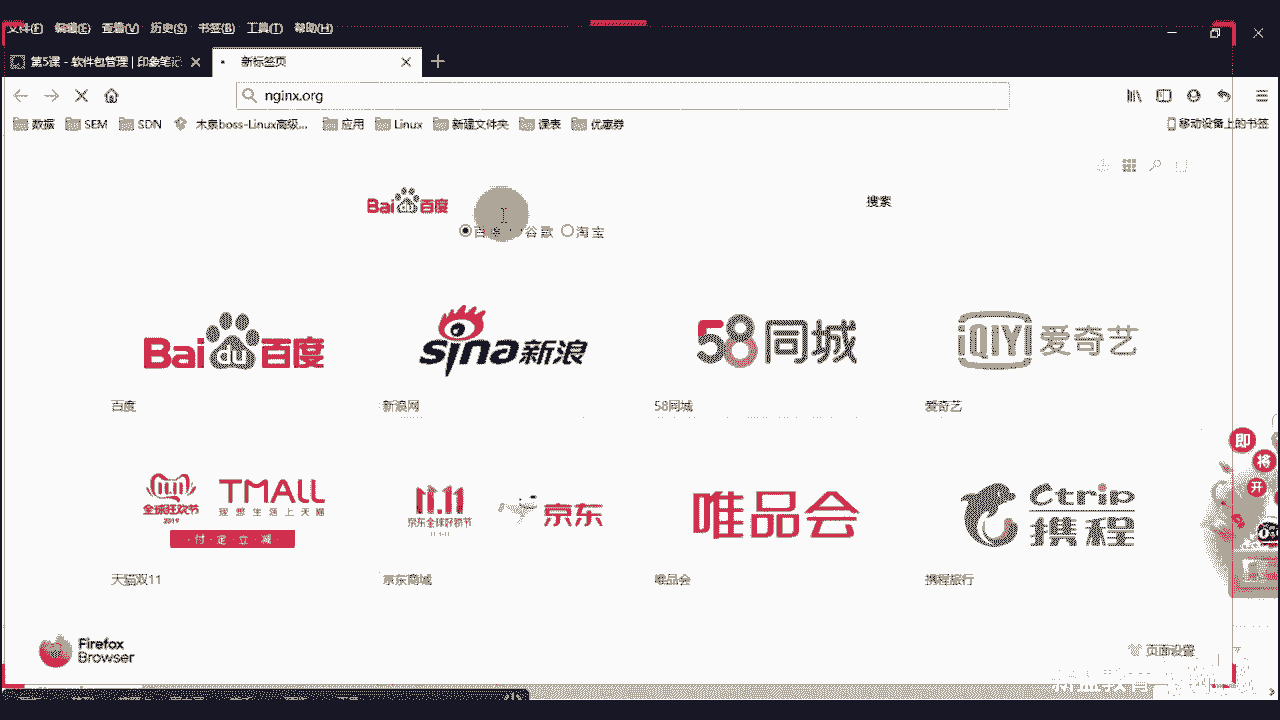 文件(F) 编辑(E) 查看(V) 历史(S) 书签(B) 工具(T) 帮助(H)
第5课 - 软件包管理 | 印象笔记
新标签页
nginx.org
数据 SEM SDN 木泉boss-Linux高级... 应用 Linux 新建文件夹 课表 优惠券 移动设备上的书签
Bai du 百度 搜索
谷歌 淘宝
Bai du 百度 sina新浪 58同城 iQIYI 爱奇艺
百度 新浪网 58同城 爱奇艺
11.11 TMALL 11.11 京东 唯品会 Ctrip
全球狂欢节 理想生活上天猫 京东全球好物节 携程
2019
付 定 立 减
天猫双11 京东商城 唯品会 携程旅行
即
将
开
Firefox
Browser
页面设置